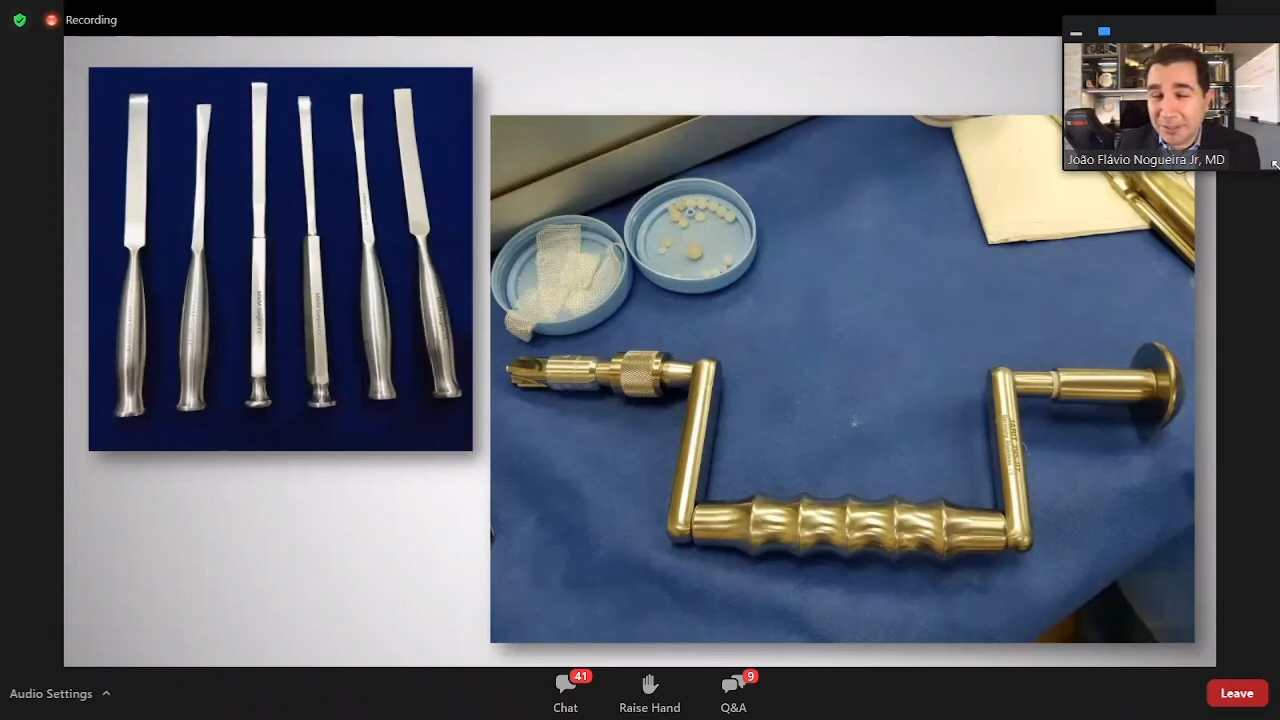 Recording
João Flávio Nogueira Jr, MD
Audio Settings
41
Chat
Raise Hand
9
Q&A
Leave